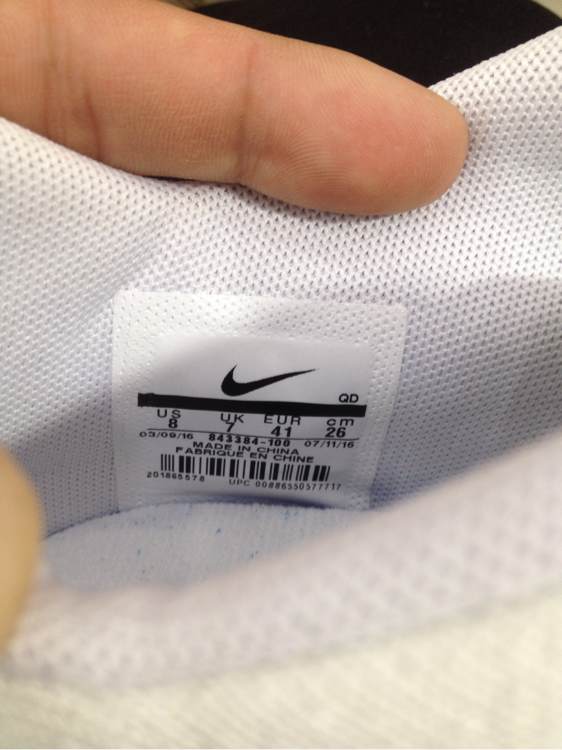 QD
US UK EUR cm
8 7 41 26
03/09/16 843384-100 07/11/16
MADE IN CHINA
FABRIQUE EN CHINE
201865578 UPC 00886550577717